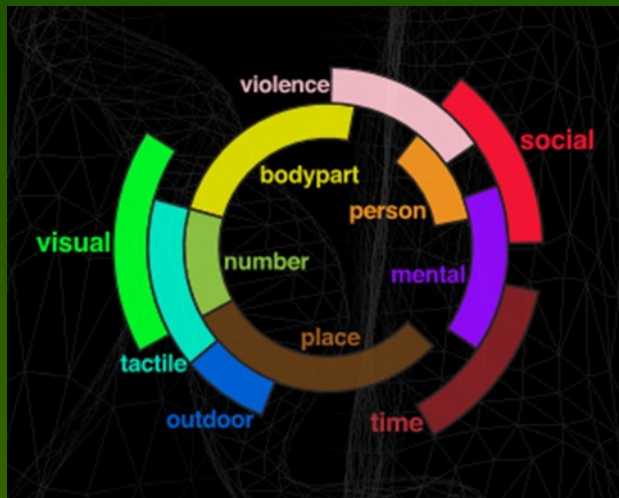 violence
social
bodypart
person
visual
number
mental
place
tactile
outdoor
time